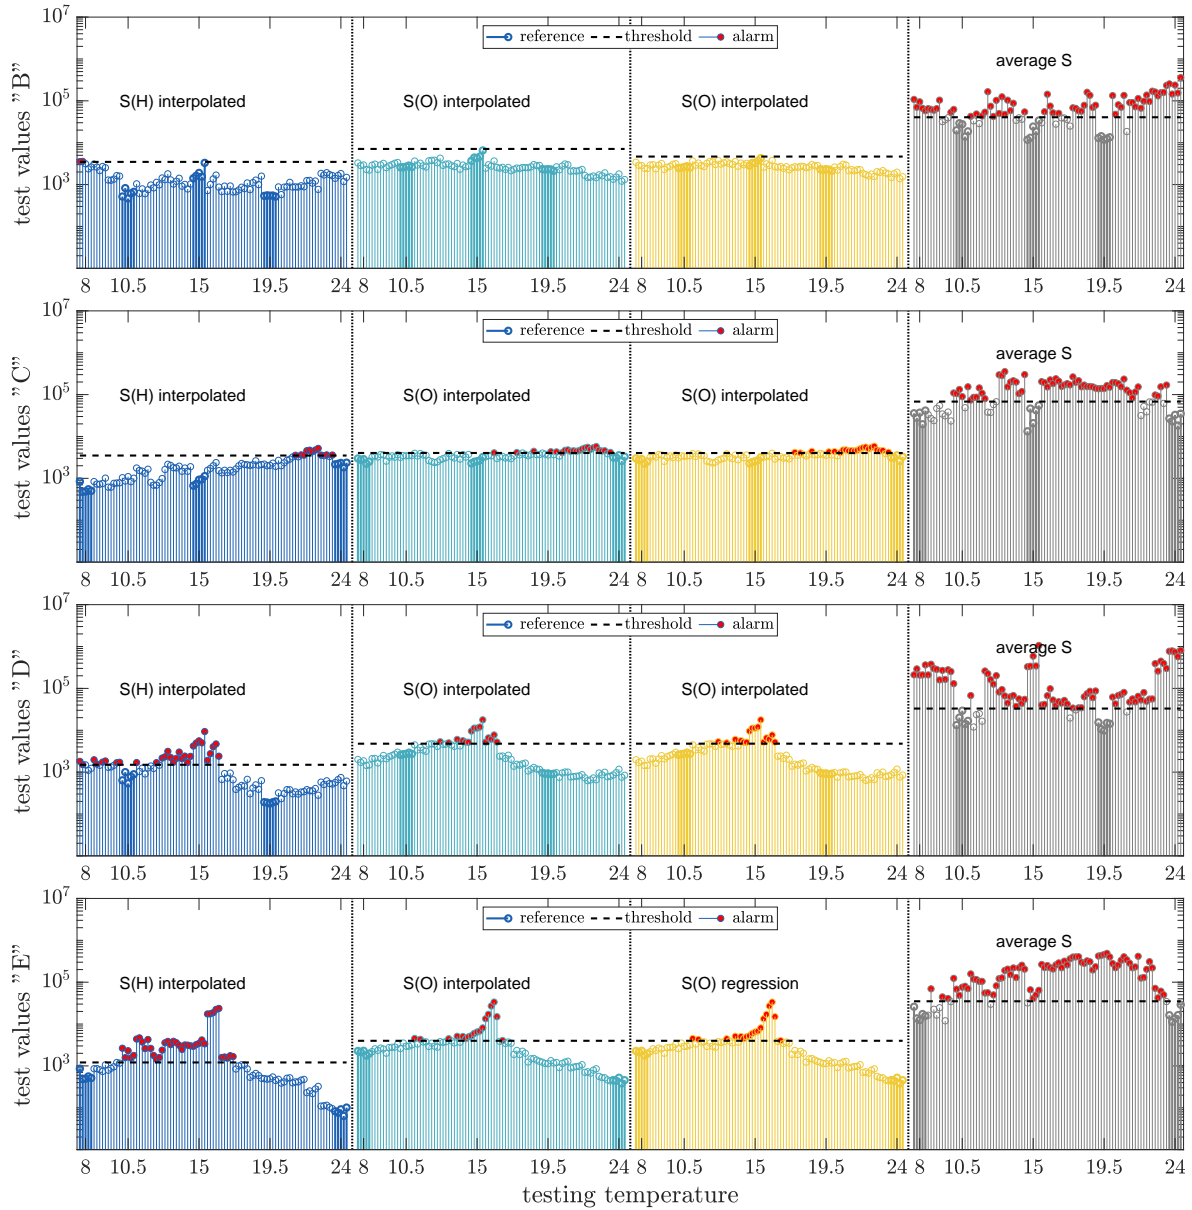 10^7
reference threshold alarm
average S
test values "B"
10^5
S(H) interpolated S(O) interpolated S(O) interpolated
10^3
8 10.5 15 19.5 24 8 10.5 15 19.5 24 8 10.5 15 19.5 24 8 10.5 15 19.5 24
10^7
reference threshold alarm
average S
test values "C"
10^5
S(H) interpolated S(O) interpolated S(O) interpolated
10^3
8 10.5 15 19.5 24 8 10.5 15 19.5 24 8 10.5 15 19.5 24 8 10.5 15 19.5 24
10^7
reference threshold alarm
average S
test values "D"
10^5
S(H) interpolated S(O) interpolated S(O) interpolated
10^3
8 10.5 15 19.5 24 8 10.5 15 19.5 24 8 10.5 15 19.5 24 8 10.5 15 19.5 24
10^7
reference threshold alarm
average S
test values "E"
10^5
S(H) interpolated S(O) interpolated S(O) regression
10^3
8 10.5 15 19.5 24 8 10.5 15 19.5 24 8 10.5 15 19.5 24 8 10.5 15 19.5 24
testing temperature